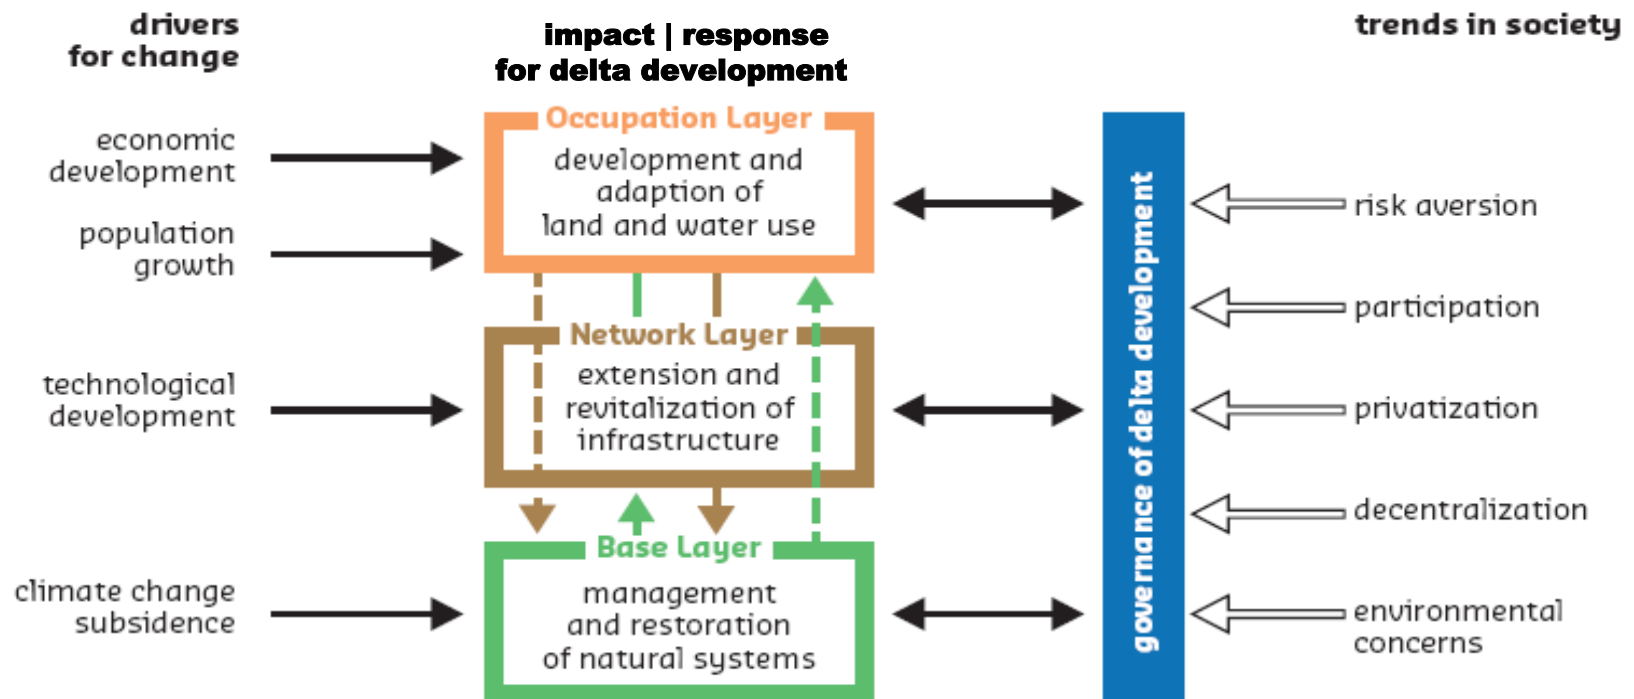 drivers
for change
impact | response
for delta development
trends in society
economic
development
population
growth
technological
development
climate change
subsidence
Occupation Layer
development and
adaption of
land and water use
Network Layer
extension and
revitalization of
infrastructure
Base Layer
management
and restoration
of natural systems
governance of delta development
risk aversion
participation
privatization
decentralization
environmental
concerns